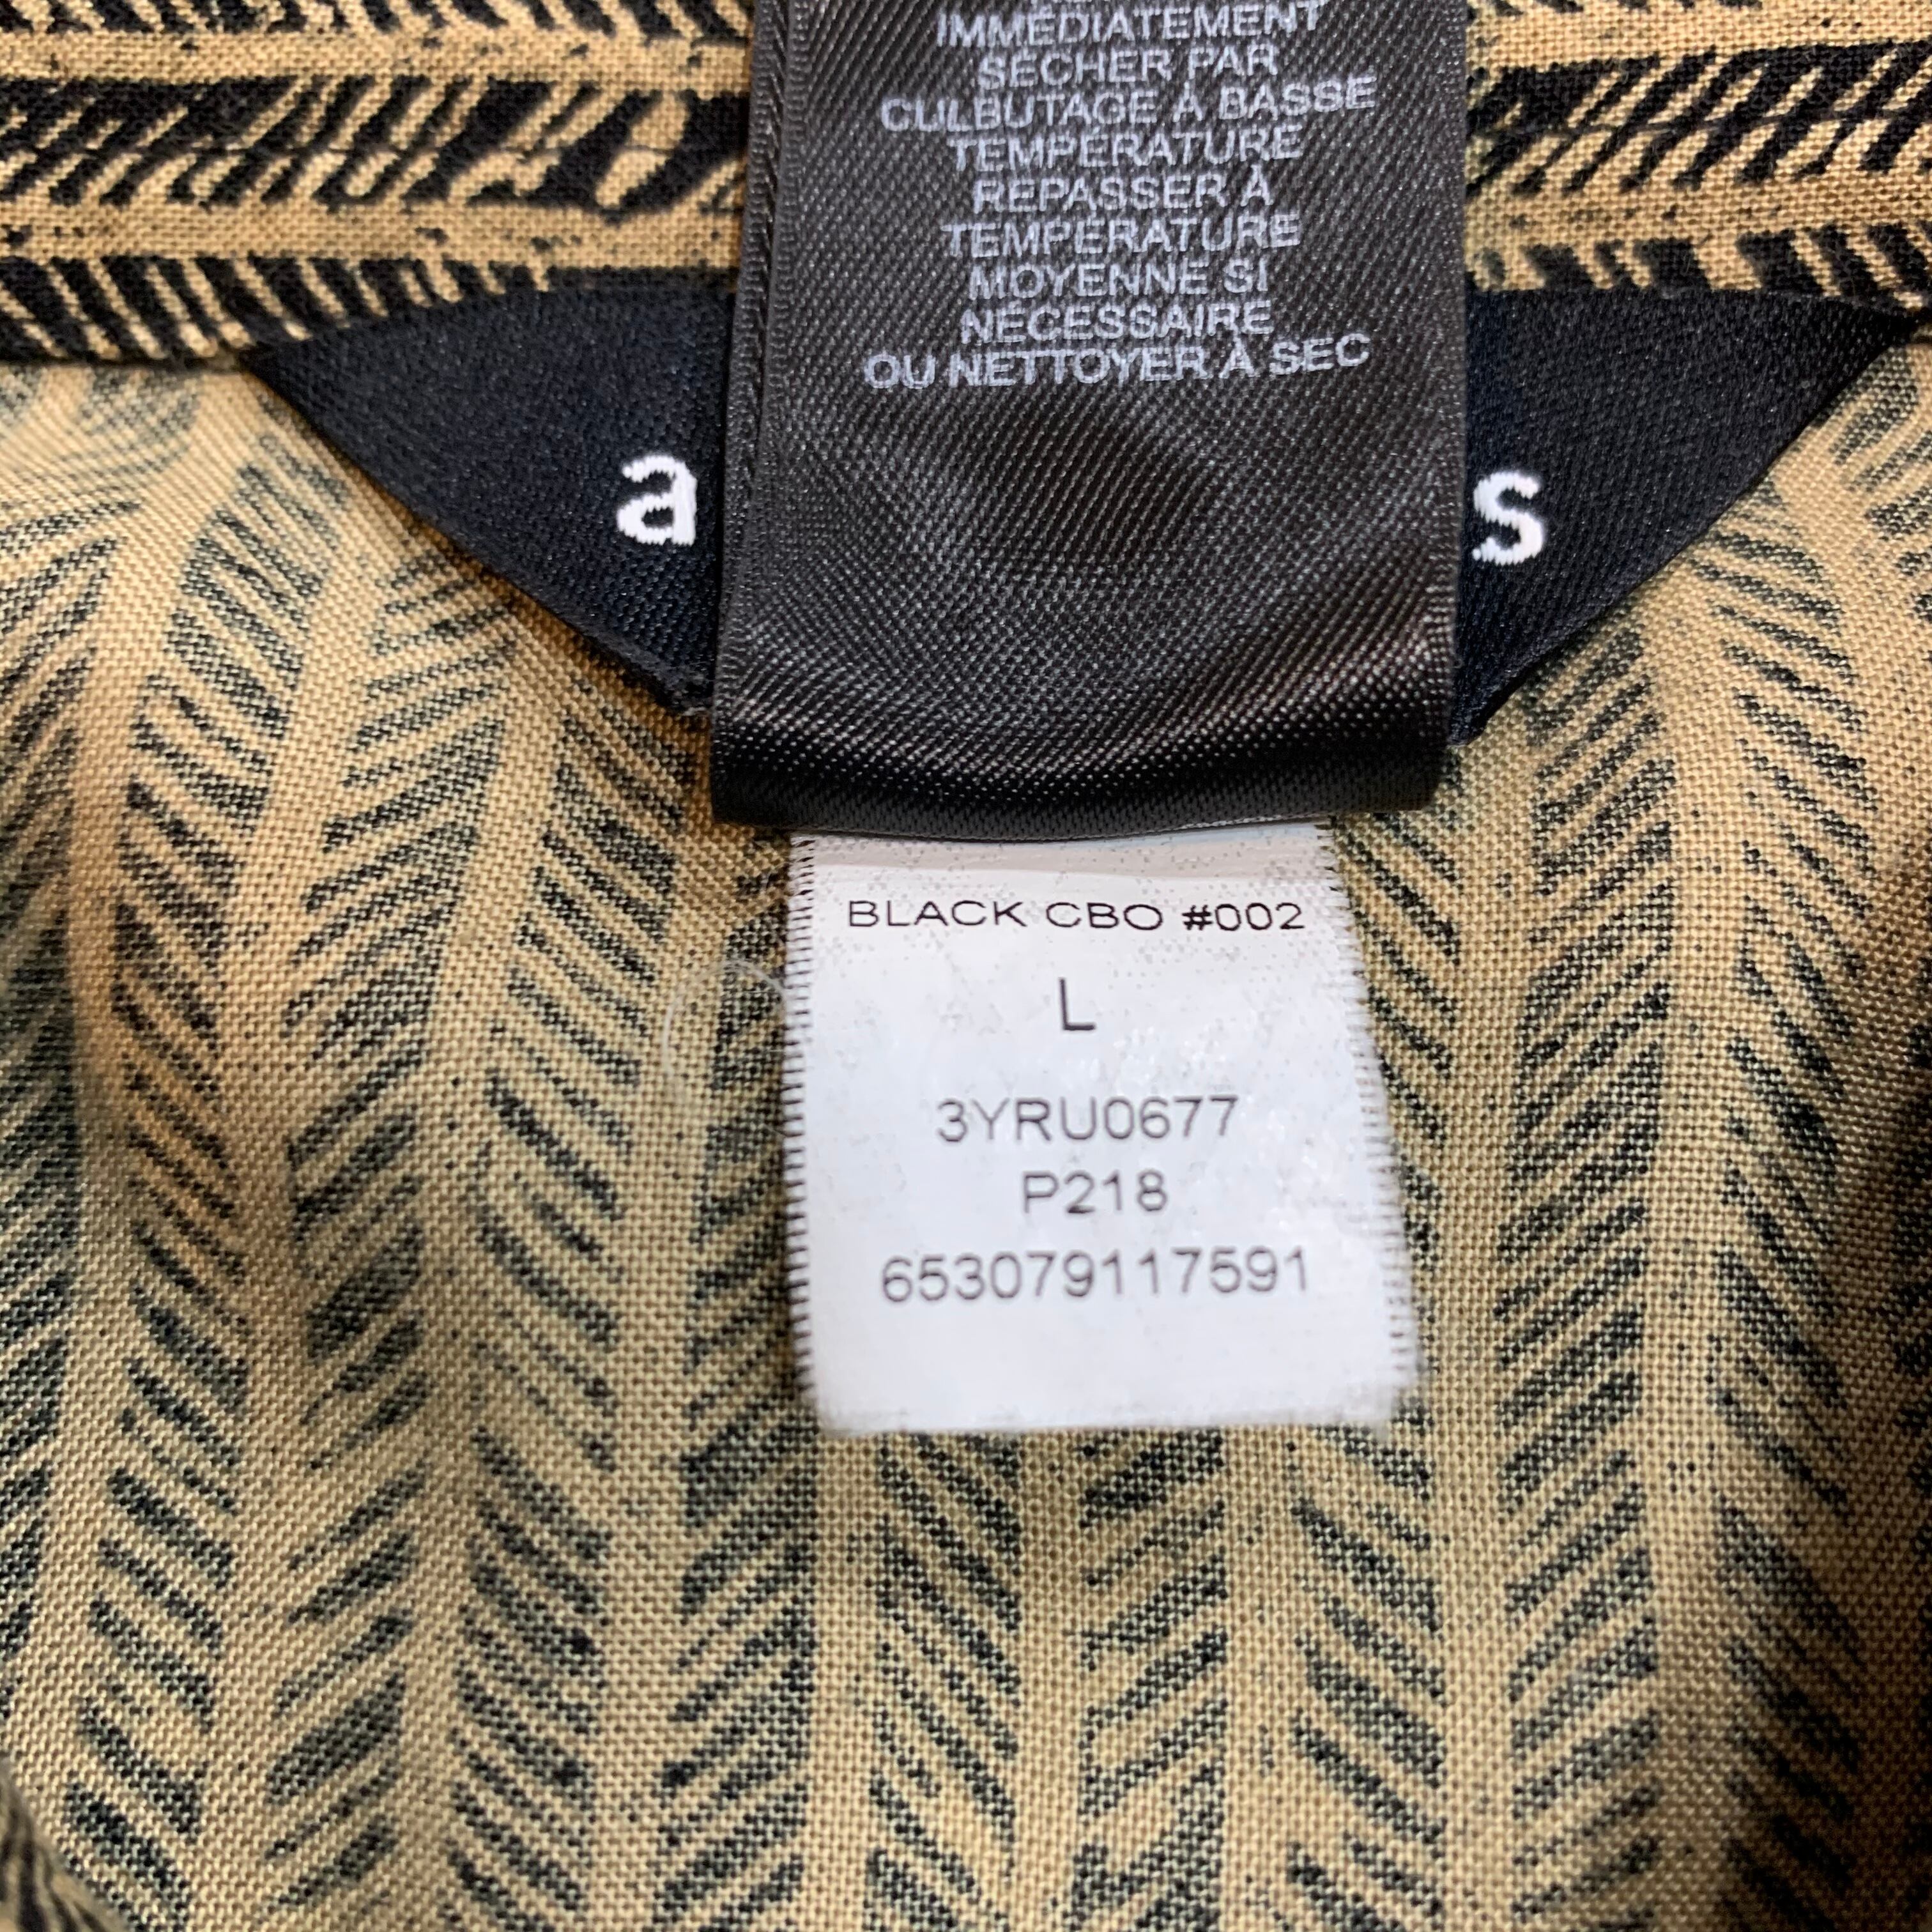 IMMÉDIATEMENT
SÉCHER PAR
CULBUTAGE À BASSE
TEMPÉRATURE
REPASSER À
TEMPÉRATURE
MOYENNE SI
NÉCESSAIRE
OU NETTOYER À SEC
a s
BLACK CBO #002
L
3YRU0677
P218
653079117591